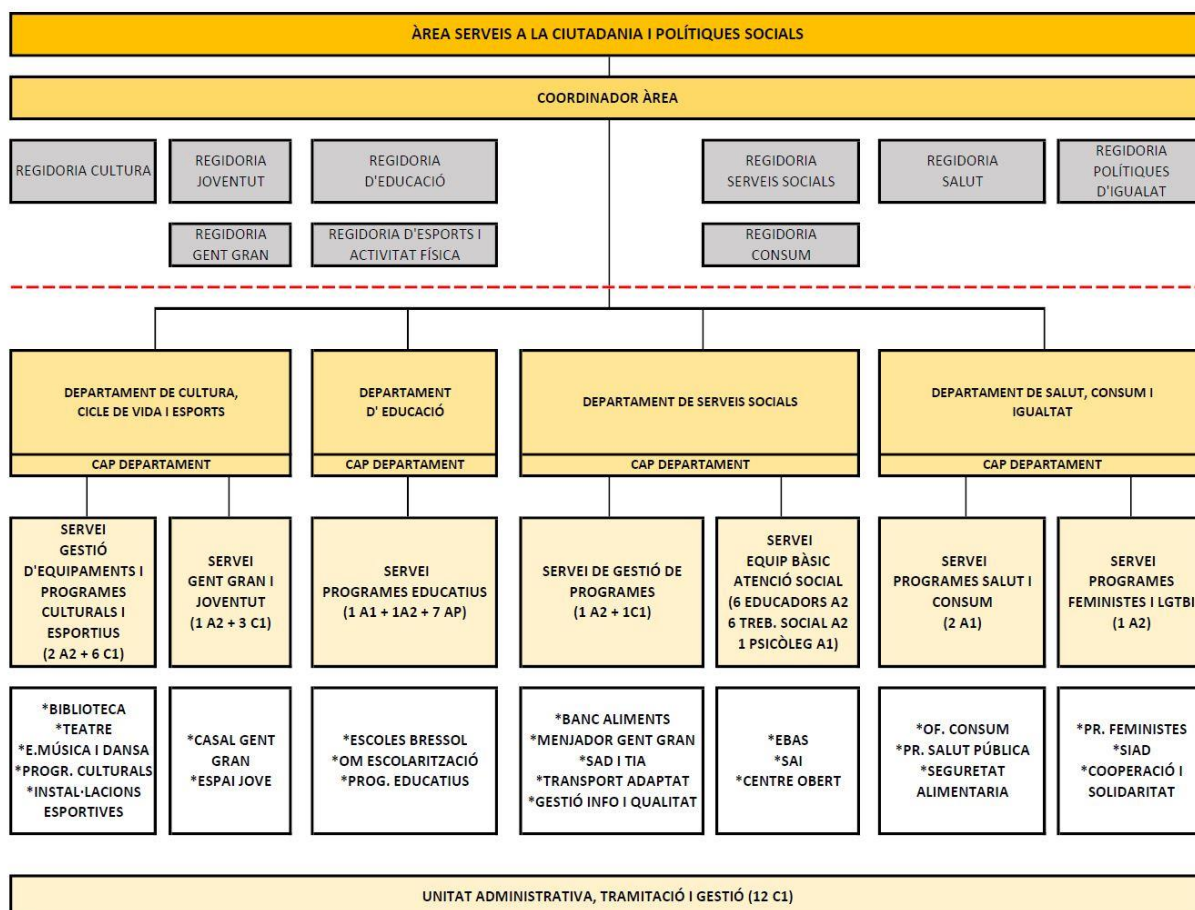 ÀREA SERVEIS A LA CIUTADANIA I POLÍTIQUES SOCIALS
COORDINADOR ÀREA
REGIDORIA CULTURA
REGIDORIA
JOVENTUT
REGIDORIA
D'EDUCACIÓ
REGIDORIA
SERVEIS SOCIALS
REGIDORIA
SALUT
REGIDORIA
POLÍTIQUES
D'IGUALAT
REGIDORIA
GENT GRAN
REGIDORIA D'ESPORTS I
ACTIVITAT FÍSICA
REGIDORIA
CONSUM
DEPARTAMENT DE CULTURA,
CICLE DE VIDA I ESPORTS
CAP DEPARTAMENT
DEPARTAMENT
D' EDUCACIÓ
CAP DEPARTAMENT
DEPARTAMENT DE SERVEIS SOCIALS
CAP DEPARTAMENT
DEPARTAMENT DE SALUT, CONSUM I
IGUALTAT
CAP DEPARTAMENT
SERVEI
GESTIÓ
D'EQUIPAMENTS I
PROGRAMES
CULTURALS I
ESPORTIUS
(2 A2 + 6 C1)
SERVEI
GENT GRAN I
JOVENTUT
(1 A2 + 3 C1)
SERVEI
PROGRAMES EDUCATIUS
(1 A1 + 1A2 + 7 AP)
SERVEI DE GESTIÓ DE
PROGRAMES
(1 A2 + 1C1)
SERVEI
EQUIP BÀSIC
ATENCIÓ SOCIAL
(6 EDUCADORS A2
6 TREB. SOCIAL A2
1 PSICÒLEG A1)
SERVEI
PROGRAMES SALUT I
CONSUM
(2 A1)
SERVEI
PROGRAMES
FEMINISTES I LGTBI
(1 A2)
*BIBLIOTECA
*TEATRE
*E.MÚSICA I DANSA
*PROGR. CULTURALS
*INSTAL·LACIONS
ESPORTIVES
*CASAL GENT
GRAN
*ESPAI JOVE
*ESCOLES BRESSOL
*OM ESCOLARITZACIÓ
*PROG. EDUCATIUS
*BANC ALIMENTS
*MENJADOR GENT GRAN
*SAD I TIA
*TRANSPORT ADAPTAT
*GESTIÓ INFO I QUALITAT
*EBAS
*SAI
*CENTRE OBERT
*OF. CONSUM
*PR. SALUT PÚBLICA
*SEGURETAT
ALIMENTARIA
*PR. FEMINISTES
*SIAD
*COOPERACIÓ I
SOLIDARITAT
UNITAT ADMINISTRATIVA, TRAMITACIÓ I GESTIÓ (12 C1)